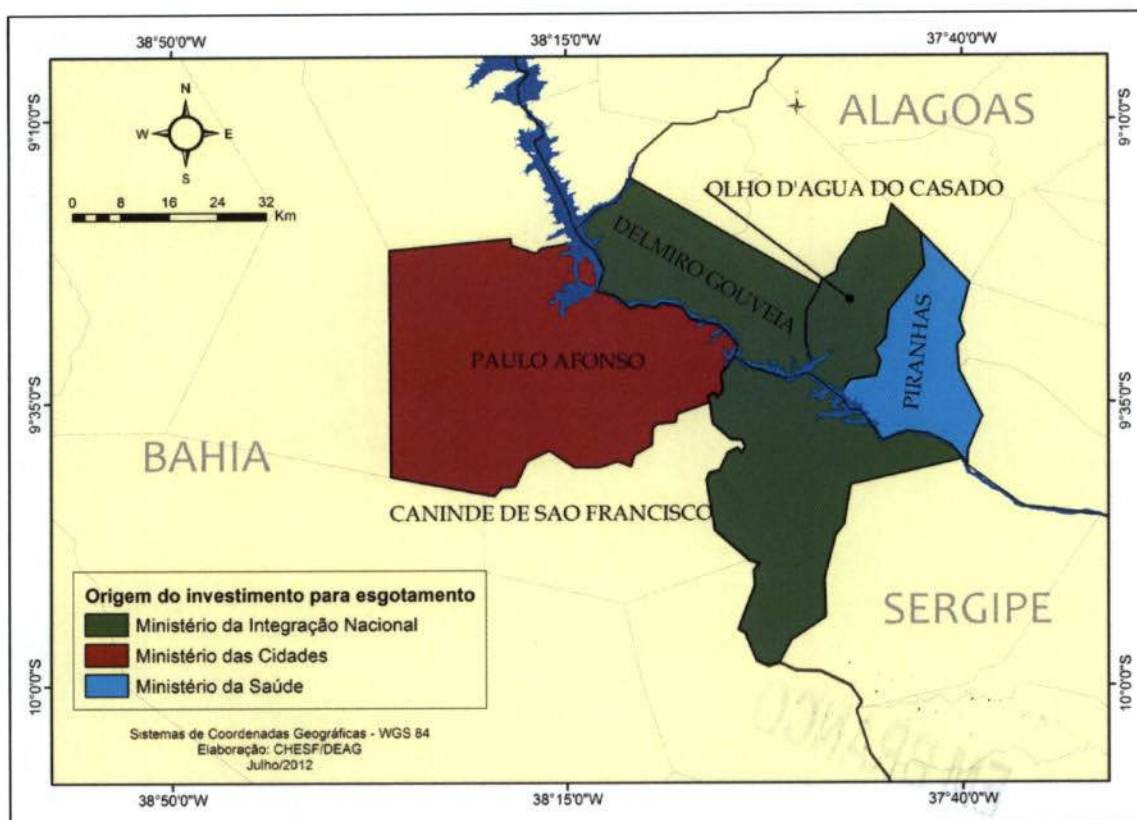 38°50'0"W 38°15'0"W 37°40'0"W
9°10'0"S 9°10'0"S
N
W E
S
0 4 8 16 24 32
Km
ALAGOAS
OLHO D'AGUA DO CASADO
DELMIRO GOUVEIA
PIRANHAS
PAULO AFONSO
9°35'0"S 9°35'0"S
BAHIA
CANINDE DE SAO FRANCISCO
SERGIPE
Origem do investimento para esgotamento
Ministério da Integração Nacional
Ministério das Cidades
Ministério da Saúde
10°0'0"S 10°0'0"S
Sistemas de Coordenadas Geográficas - WGS 84
Elaboração: CHESF/DEAG
Julho/2012
EM BRANCO
38°50'0"W 38°15'0"W 37°40'0"W